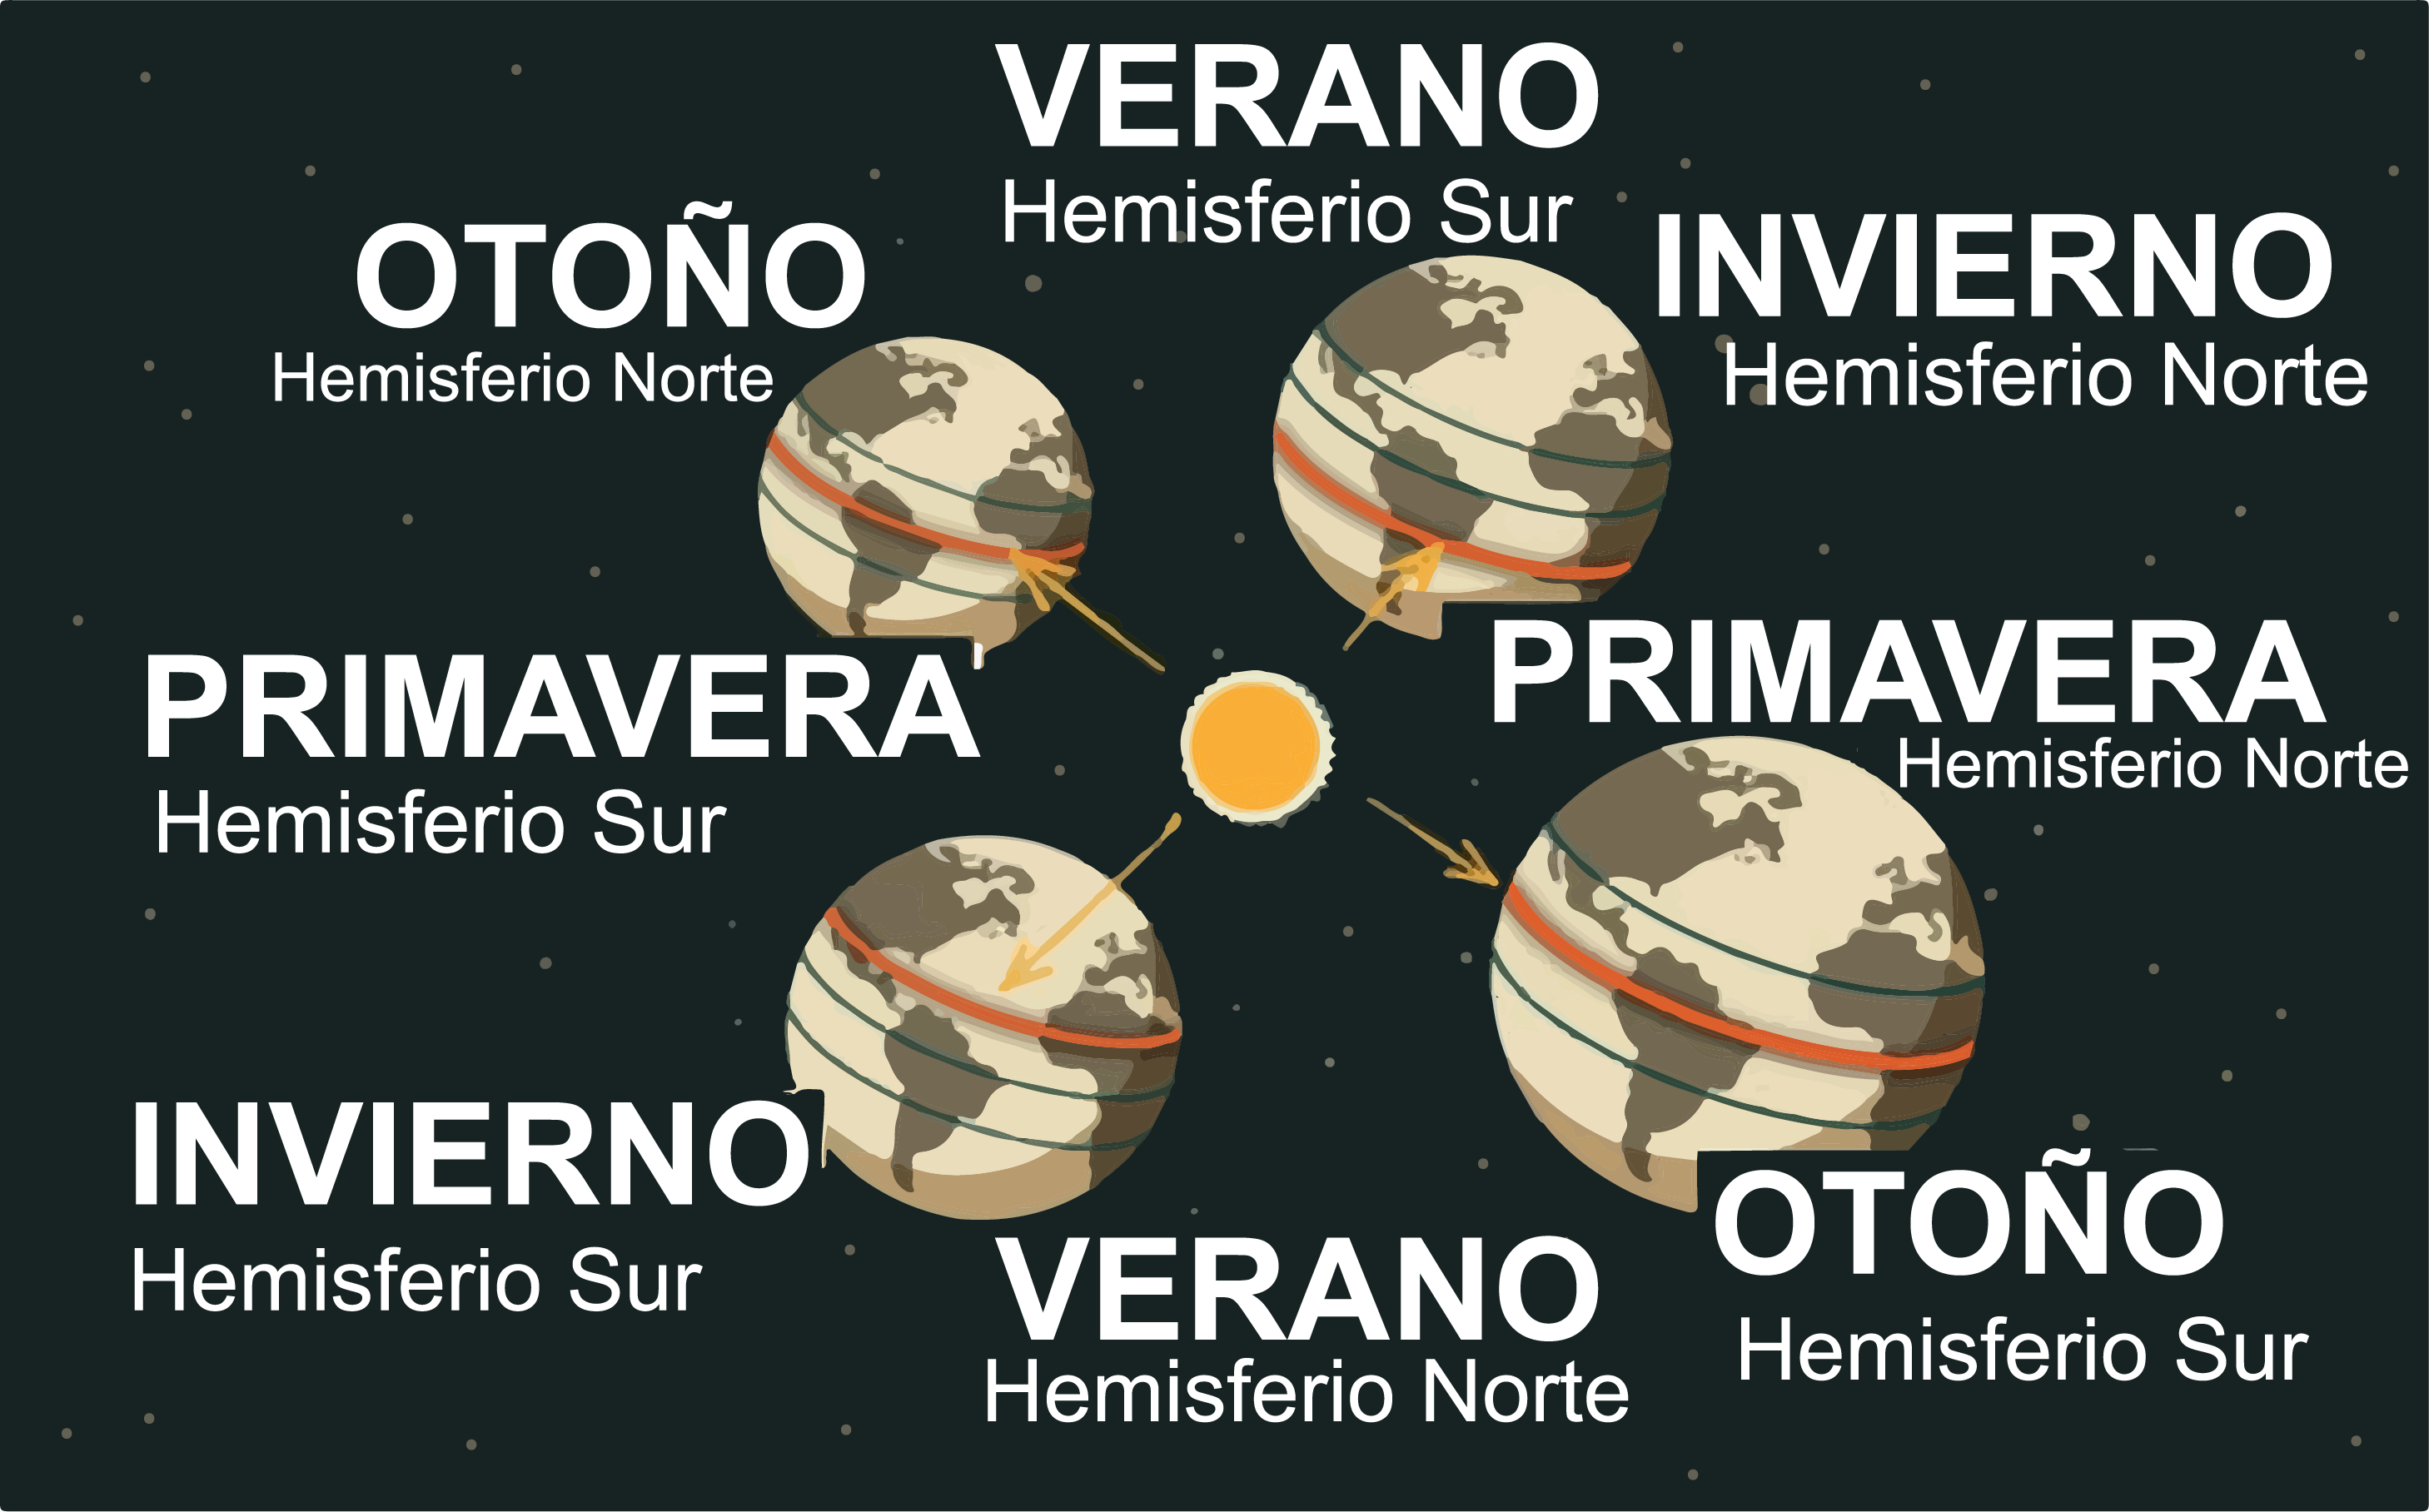 VERANO
Hemisferio Sur
OTOÑO
Hemisferio Norte
INVIERNO
Hemisferio Norte
PRIMAVERA
Hemisferio Sur
PRIMAVERA
Hemisferio Norte
INVIERNO
Hemisferio Sur
OTOÑO
Hemisferio Sur
VERANO
Hemisferio Norte